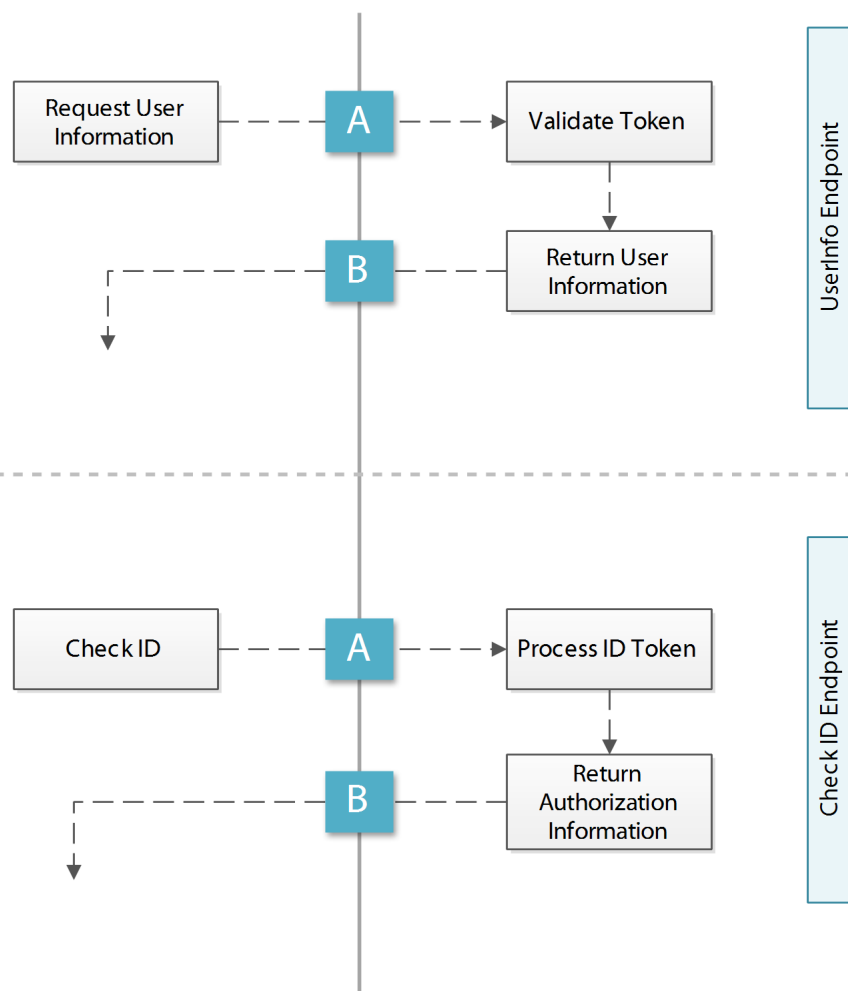 Request User
Information
A
Validate Token
B
Return User
Information
UserInfo Endpoint
Check ID
A
Process ID Token
B
Return
Authorization
Information
Check ID Endpoint